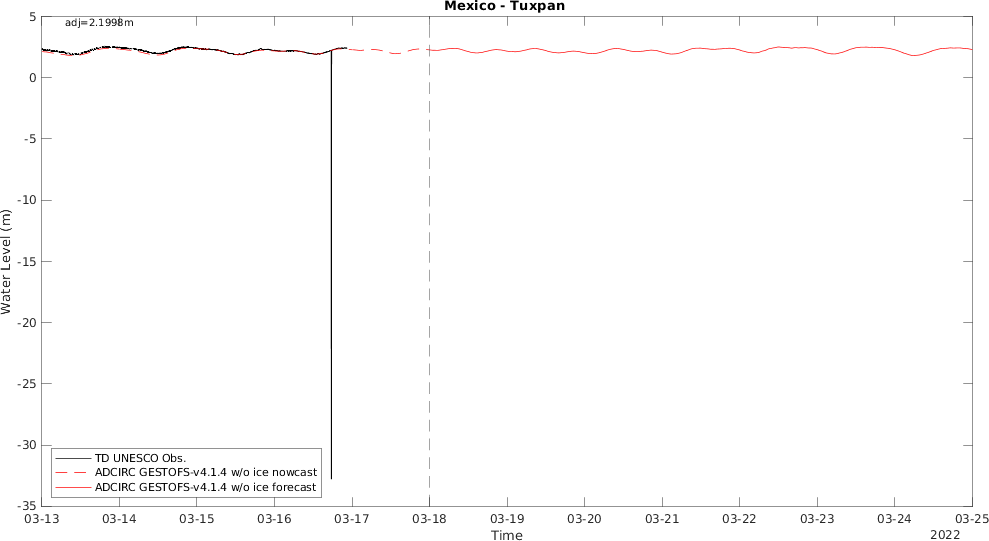 Mexico - Tuxpan
adj=2.1998m
5
0
-5
-10
-15
-20
-25
-30
-35
Water Level (m)
TD UNESCO Obs.
ADCIRC GESTOFS-v4.1.4 w/o ice nowcast
ADCIRC GESTOFS-v4.1.4 w/o ice forecast
03-13 03-14 03-15 03-16 03-17 03-18 03-19 03-20 03-21 03-22 03-23 03-24 03-25
Time
2022